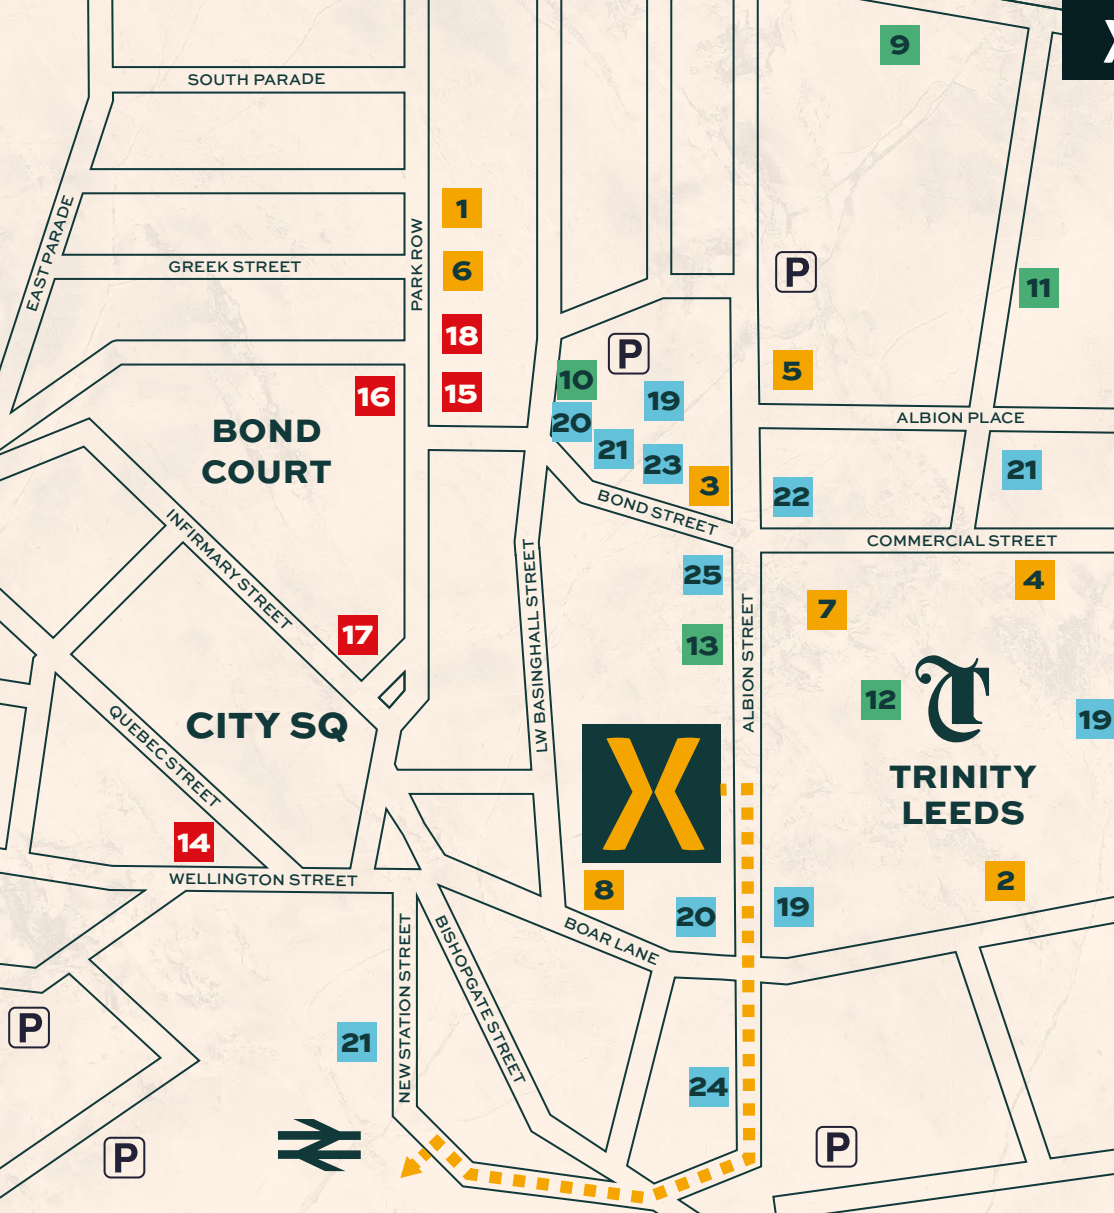 X
9
SOUTH PARADE
EAST PARADE
1
PARK ROW
6
GREEK STREET
P
11
18
P
10
5
16
15
19
20
ALBION PLACE
BOND
COURT
21
23
3
22
21
BOND STREET
INFIRMARY STREET
COMMERCIAL STREET
25
4
7
17
LW BASINGHALL STREET
13
ALBION STREET
12
T
19
CITY SQ
QUEBEC STREET
X
TRINITY
LEEDS
14
WELLINGTON STREET
8
2
20
19
BOAR LANE
NEW STATION STREET
BISHOPGATE STREET
P
21
24
P
P